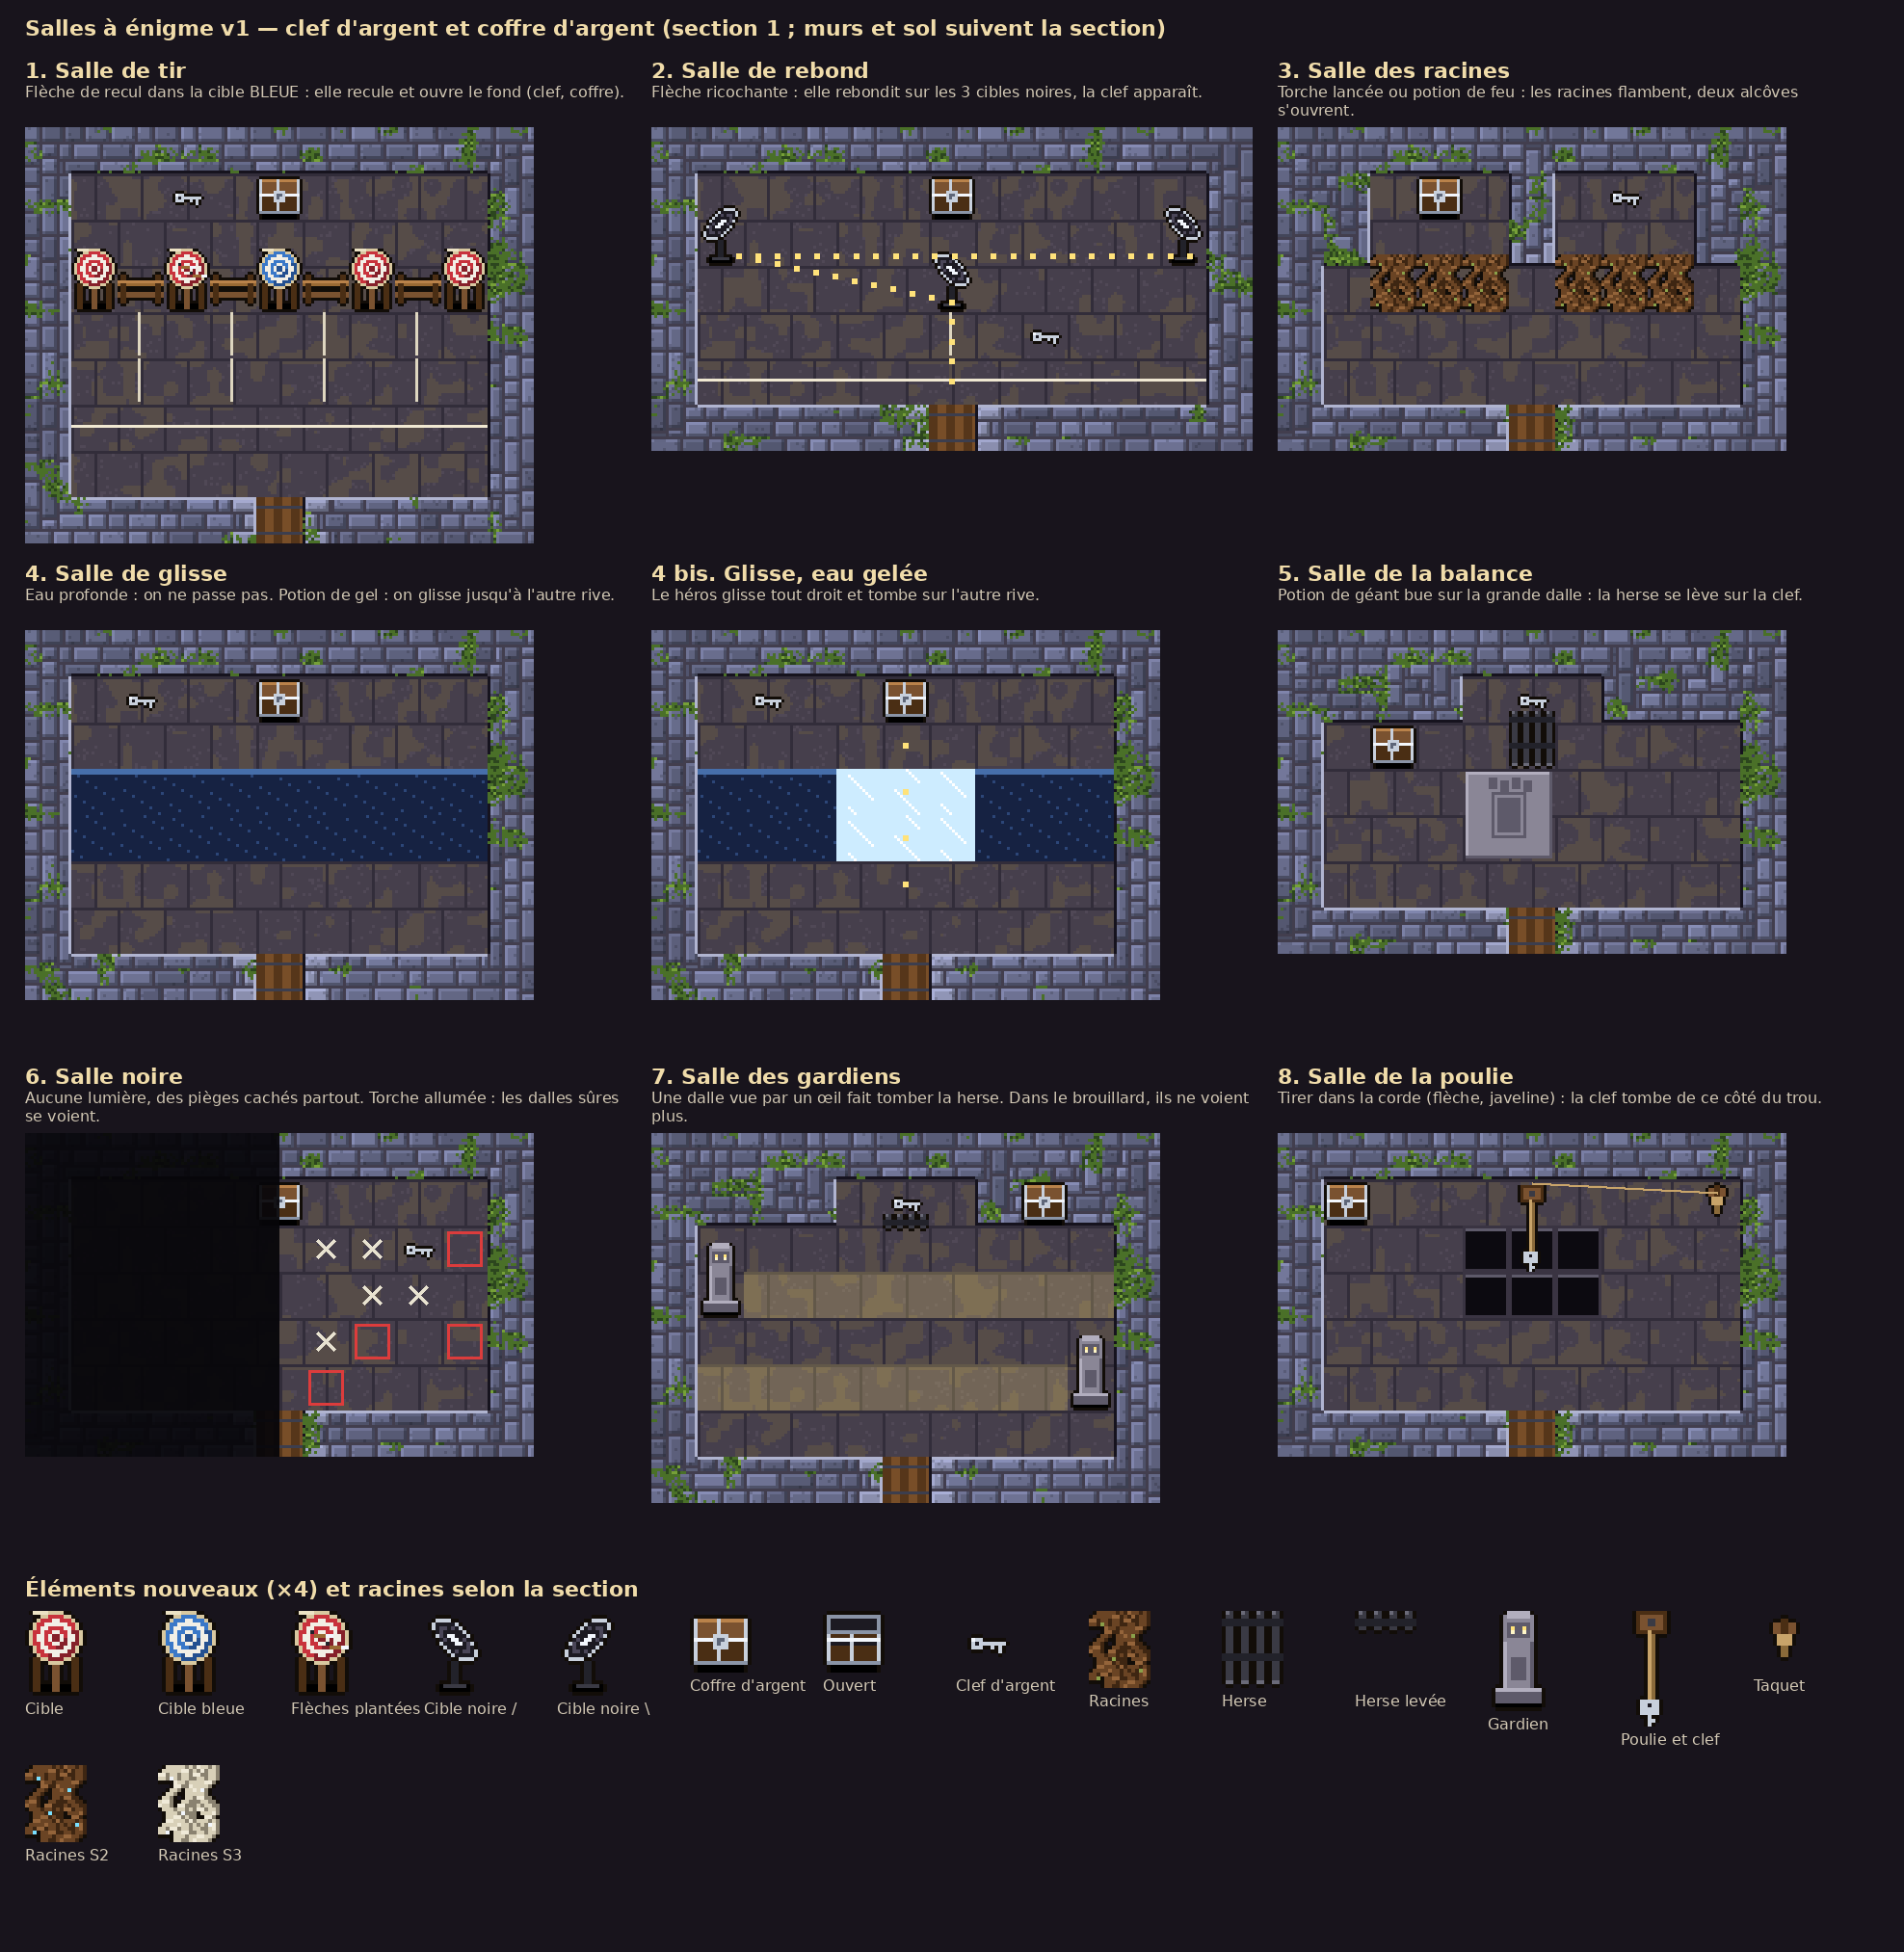 Salles à énigme v1 — clef d'argent et coffre d'argent (section 1 ; murs et sol suivent la section)
1. Salle de tir
Flèche de recul dans la cible BLEUE : elle recule et ouvre le fond (clef, coffre).
2. Salle de rebond
Flèche ricochante : elle rebondit sur les 3 cibles noires, la clef apparaît.
3. Salle des racines
Torche lancée ou potion de feu : les racines flambent, deux alcôves
s'ouvrent.
4. Salle de glisse
Eau profonde : on ne passe pas. Potion de gel : on glisse jusqu'à l'autre rive.
4 bis. Glisse, eau gelée
Le héros glisse tout droit et tombe sur l'autre rive.
5. Salle de la balance
Potion de géant bue sur la grande dalle : la herse se lève sur la clef.
6. Salle noire
Aucune lumière, des pièges cachés partout. Torche allumée : les dalles sûres
se voient.
7. Salle des gardiens
Une dalle vue par un œil fait tomber la herse. Dans le brouillard, ils ne voient
plus.
8. Salle de la poulie
Tirer dans la corde (flèche, javeline) : la clef tombe de ce côté du trou.
Éléments nouveaux (×4) et racines selon la section
Cible
Cible bleue
Flèches plantées
Cible noire /
Cible noire \
Coffre d'argent
Ouvert
Clef d'argent
Racines
Herse
Herse levée
Gardien
Poulie et clef
Taquet
Racines S2
Racines S3